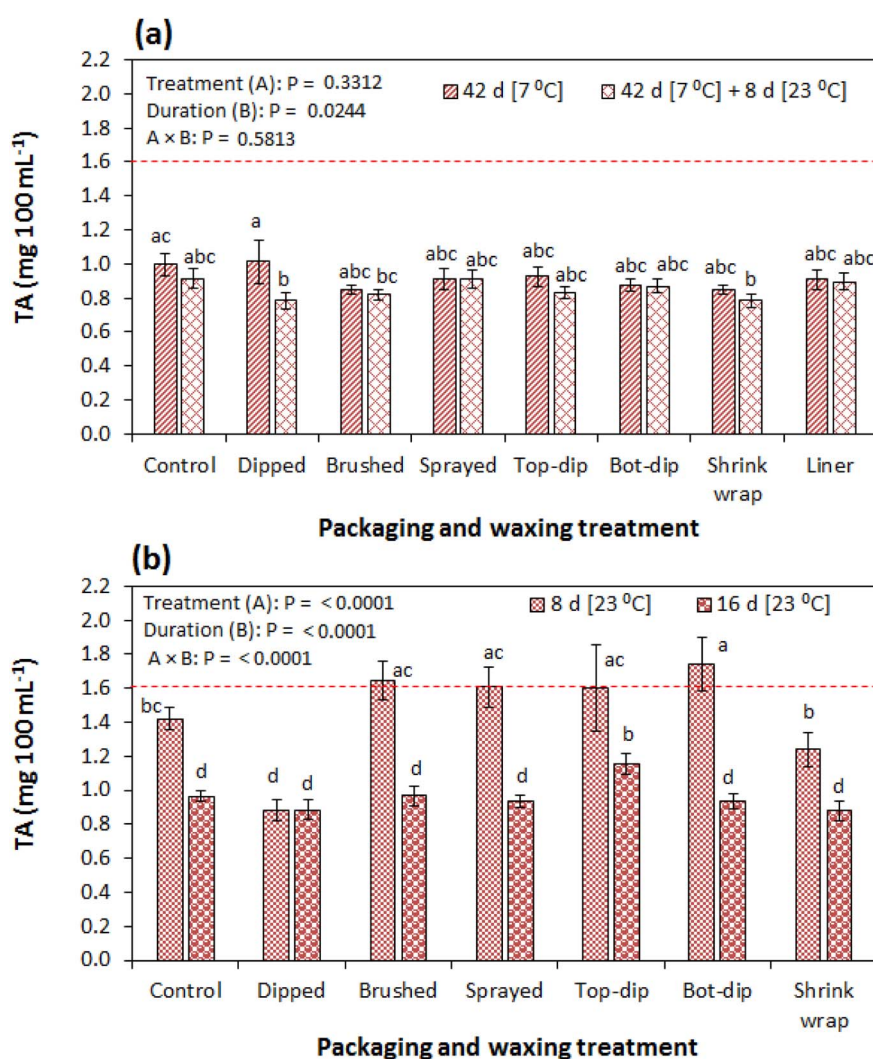 (a)
2.2
2.0
1.8
1.6
1.4
1.2
1.0
0.8
0.6
0.4
0.2
0.0
TA (mg 100 mL⁻¹)
Treatment (A): P = 0.3312
Duration (B): P = 0.0244
A × B: P = 0.5813
42 d [7 ⁰C] 42 d [7 ⁰C] + 8 d [23 ⁰C]
ac abc a b abc bc abc abc abc abc abc abc abc b abc abc
Control Dipped Brushed Sprayed Top-dip Bot-dip Shrink wrap Liner
Packaging and waxing treatment
(b)
2.2
2.0
1.8
1.6
1.4
1.2
1.0
0.8
0.6
0.4
0.2
0.0
TA (mg 100 mL⁻¹)
Treatment (A): P = < 0.0001
Duration (B): P = < 0.0001
A × B: P = < 0.0001
8 d [23 ⁰C] 16 d [23 ⁰C]
bc d d d ac d ac d ac b a d b d
Control Dipped Brushed Sprayed Top-dip Bot-dip Shrink wrap
Packaging and waxing treatment